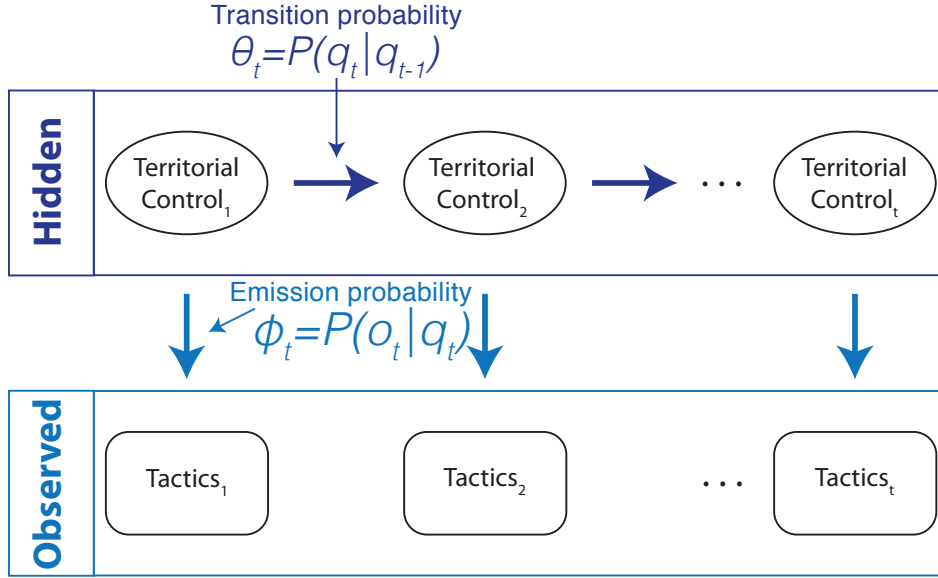 Transition probability
θₜ=P(qₜ|qₜ₋₁)
Hidden
Territorial
Control₁
Territorial
Control₂
...
Territorial
Controlₜ
Emission probability
ϕₜ=P(oₜ|qₜ)
Observed
Tactics₁
Tactics₂
...
Tacticsₜ